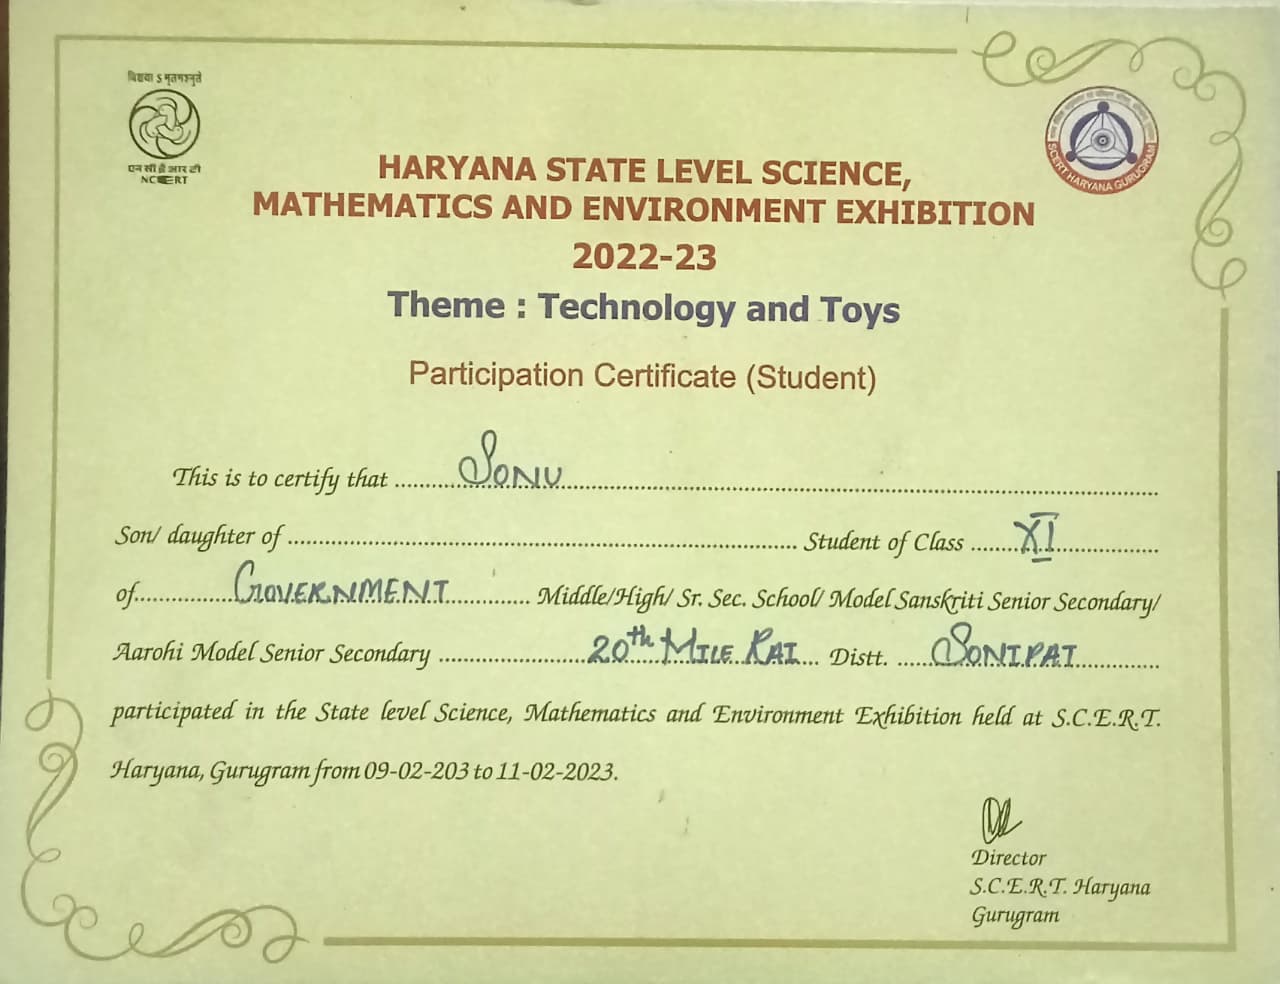 विद्यया ऽ मृतमश्नुते
एन सी ई आर टी
NCERT
SCERT HARYANA GURUGRAM
HARYANA STATE LEVEL SCIENCE,
MATHEMATICS AND ENVIRONMENT EXHIBITION
2022-23
Theme : Technology and Toys
Participation Certificate (Student)
This is to certify that .......... SONU ..........
Son/ daughter of .......... Student of Class .......... XI ..........
of .......... GOVERNMENT .......... Middle/High/ Sr. Sec. School/ Model Sanskriti Senior Secondary/
Aarohi Model Senior Secondary .......... 20th MILE RAI .... Distt. ...... SONIPAT ..........
participated in the State level Science, Mathematics and Environment Exhibition held at S.C.E.R.T.
Haryana, Gurugram from 09-02-203 to 11-02-2023.
Director
S.C.E.R.T. Haryana
Gurugram